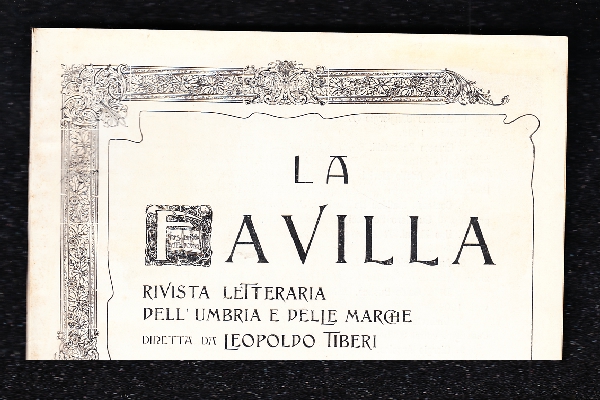 LA
FAVILLA
RIVISTA LETTERARIA
DELL'UMBRIA E DELLE MARCHE
DIRETTA DA LEOPOLDO TIBERI